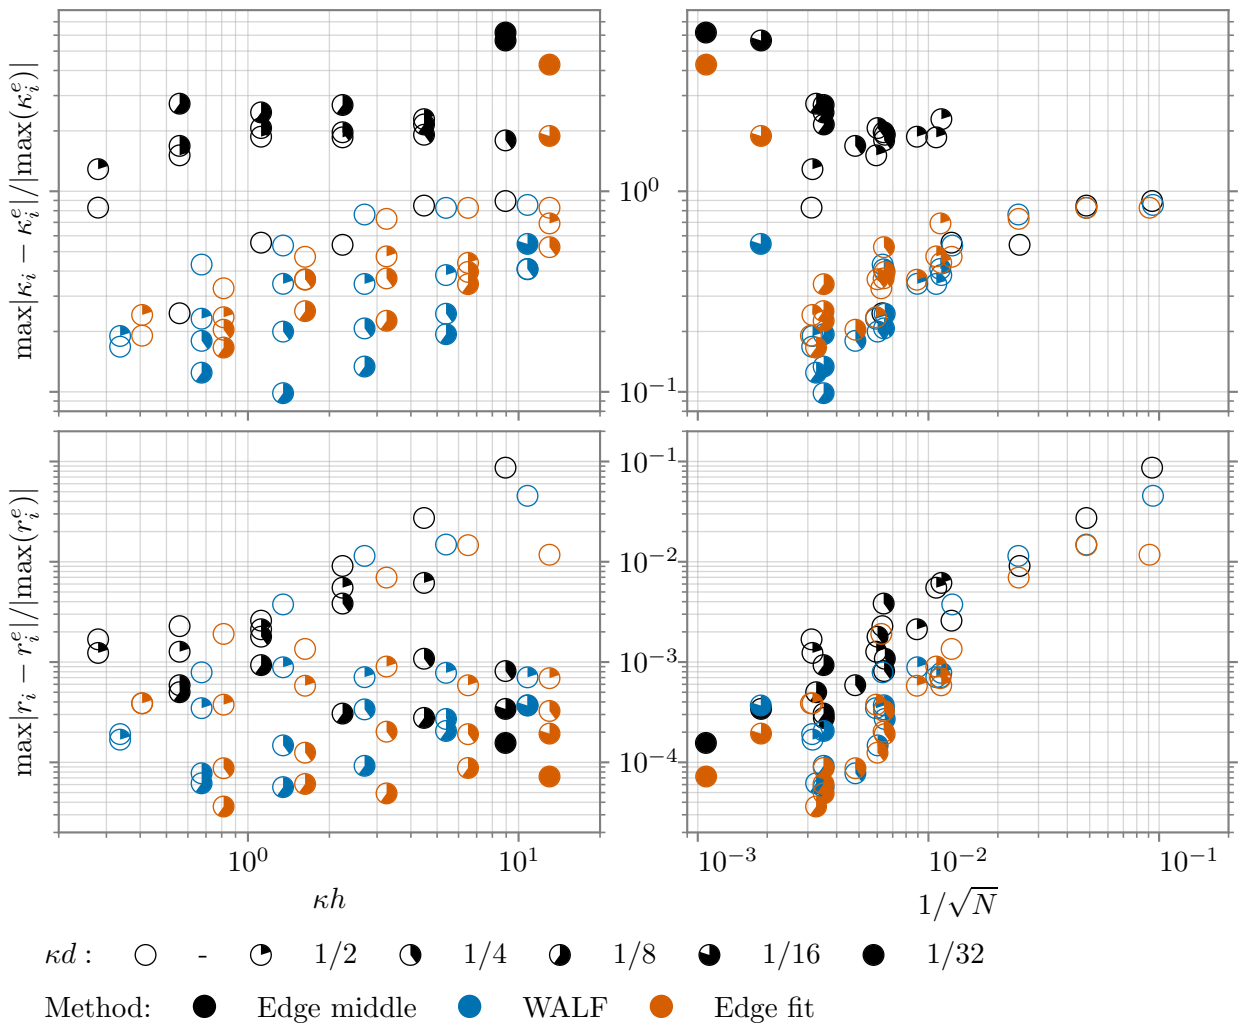 max|κ_i − κ_i^e|/|max(κ_i^e)|
10^0
10^−1
max|r_i − r_i^e|/|max(r_i^e)|
10^−1
10^−2
10^−3
10^−4
10^0 10^1
10^−3 10^−2 10^−1
κh
1/√N
κd : - 1/2 1/4 1/8 1/16 1/32
Method: Edge middle WALF Edge fit